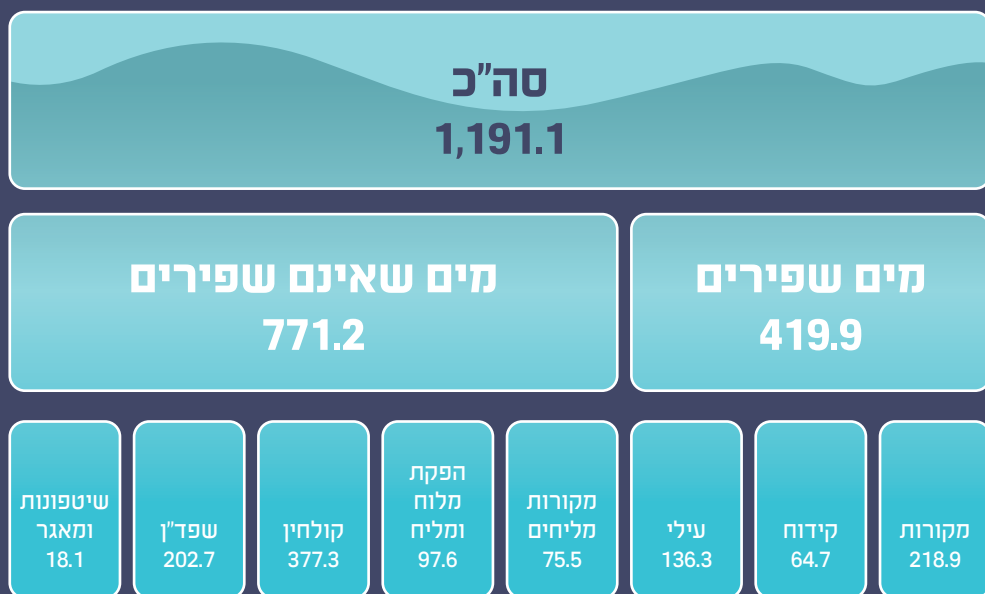 סה"כ
1,191.1
מים שפירים
419.9
מים שאינם שפירים
771.2
מקורות
218.9
קידוח
64.7
עילי
136.3
מקורות
מליחים
75.5
הפקת
מלוח
ומליח
97.6
קולחין
377.3
שפד"ן
202.7
שיטפונות
ומאגר
18.1